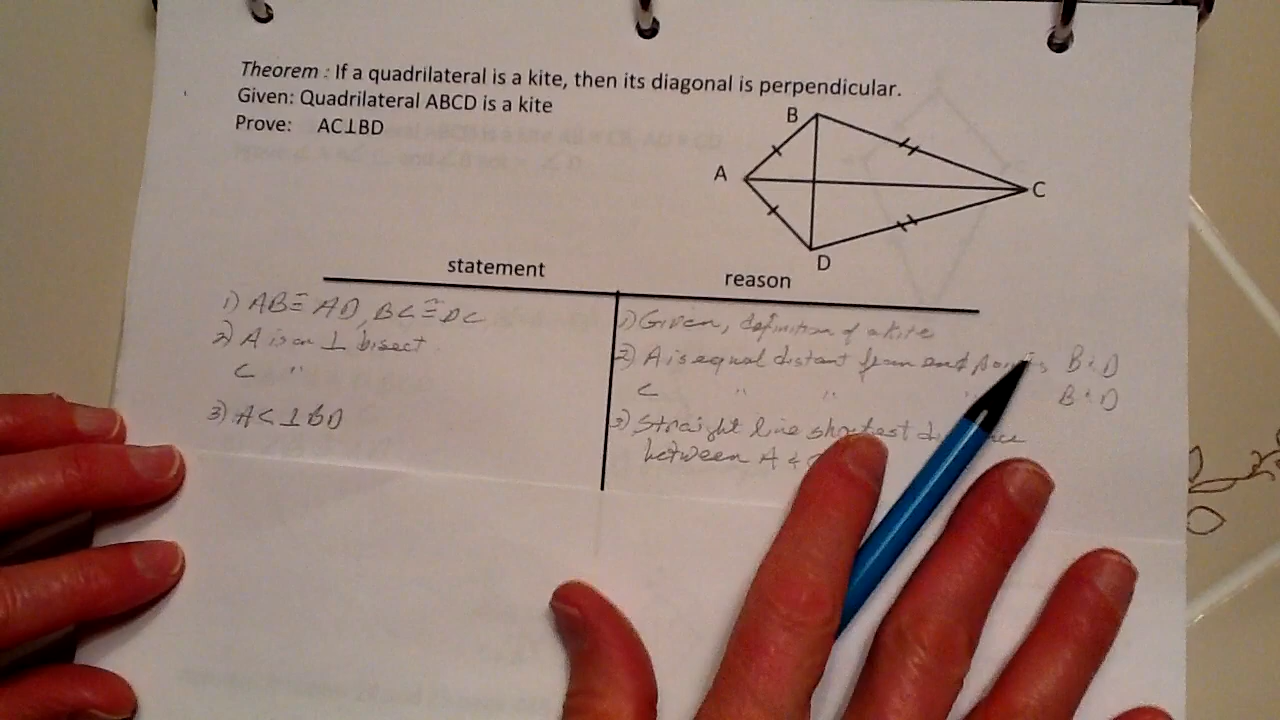 Theorem : If a quadrilateral is a kite, then its diagonal is perpendicular.
Given: Quadrilateral ABCD is a kite
Prove: AC⊥BD
B
A
C
D
statement
reason
1) AB≅AD, BC≅DC
2) A is on ⊥ bisect
C "
3) AC⊥BD
1) Given, definition of a kite
2) A is equal distant from end B & D
C " " " B & D
3) Straight line shortest
between A &